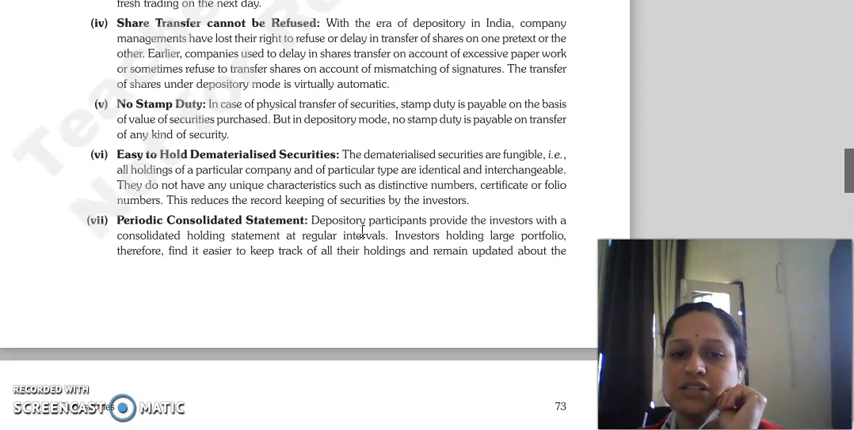 fresh trading on the next day.
(iv) Share Transfer cannot be Refused: With the era of depository in India, company
managements have lost their right to refuse or delay in transfer of shares on one pretext or the
other. Earlier, companies used to delay in shares transfer on account of excessive paper work
or sometimes refuse to transfer shares on account of mismatching of signatures. The transfer
of shares under depository mode is virtually automatic.
(v) No Stamp Duty: In case of physical transfer of securities, stamp duty is payable on the basis
of value of securities purchased. But in depository mode, no stamp duty is payable on transfer
of any kind of security.
(vi) Easy to Hold Dematerialised Securities: The dematerialised securities are fungible, i.e.,
all holdings of a particular company and of particular type are identical and interchangeable.
They do not have any unique characteristics such as distinctive numbers, certificate or folio
numbers. This reduces the record keeping of securities by the investors.
(vii) Periodic Consolidated Statement: Depository participants provide the investors with a
consolidated holding statement at regular intervals. Investors holding large portfolio,
therefore, find it easier to keep track of all their holdings and remain updated about the
RECORDED WITH
SCREENCAST MATIC
73